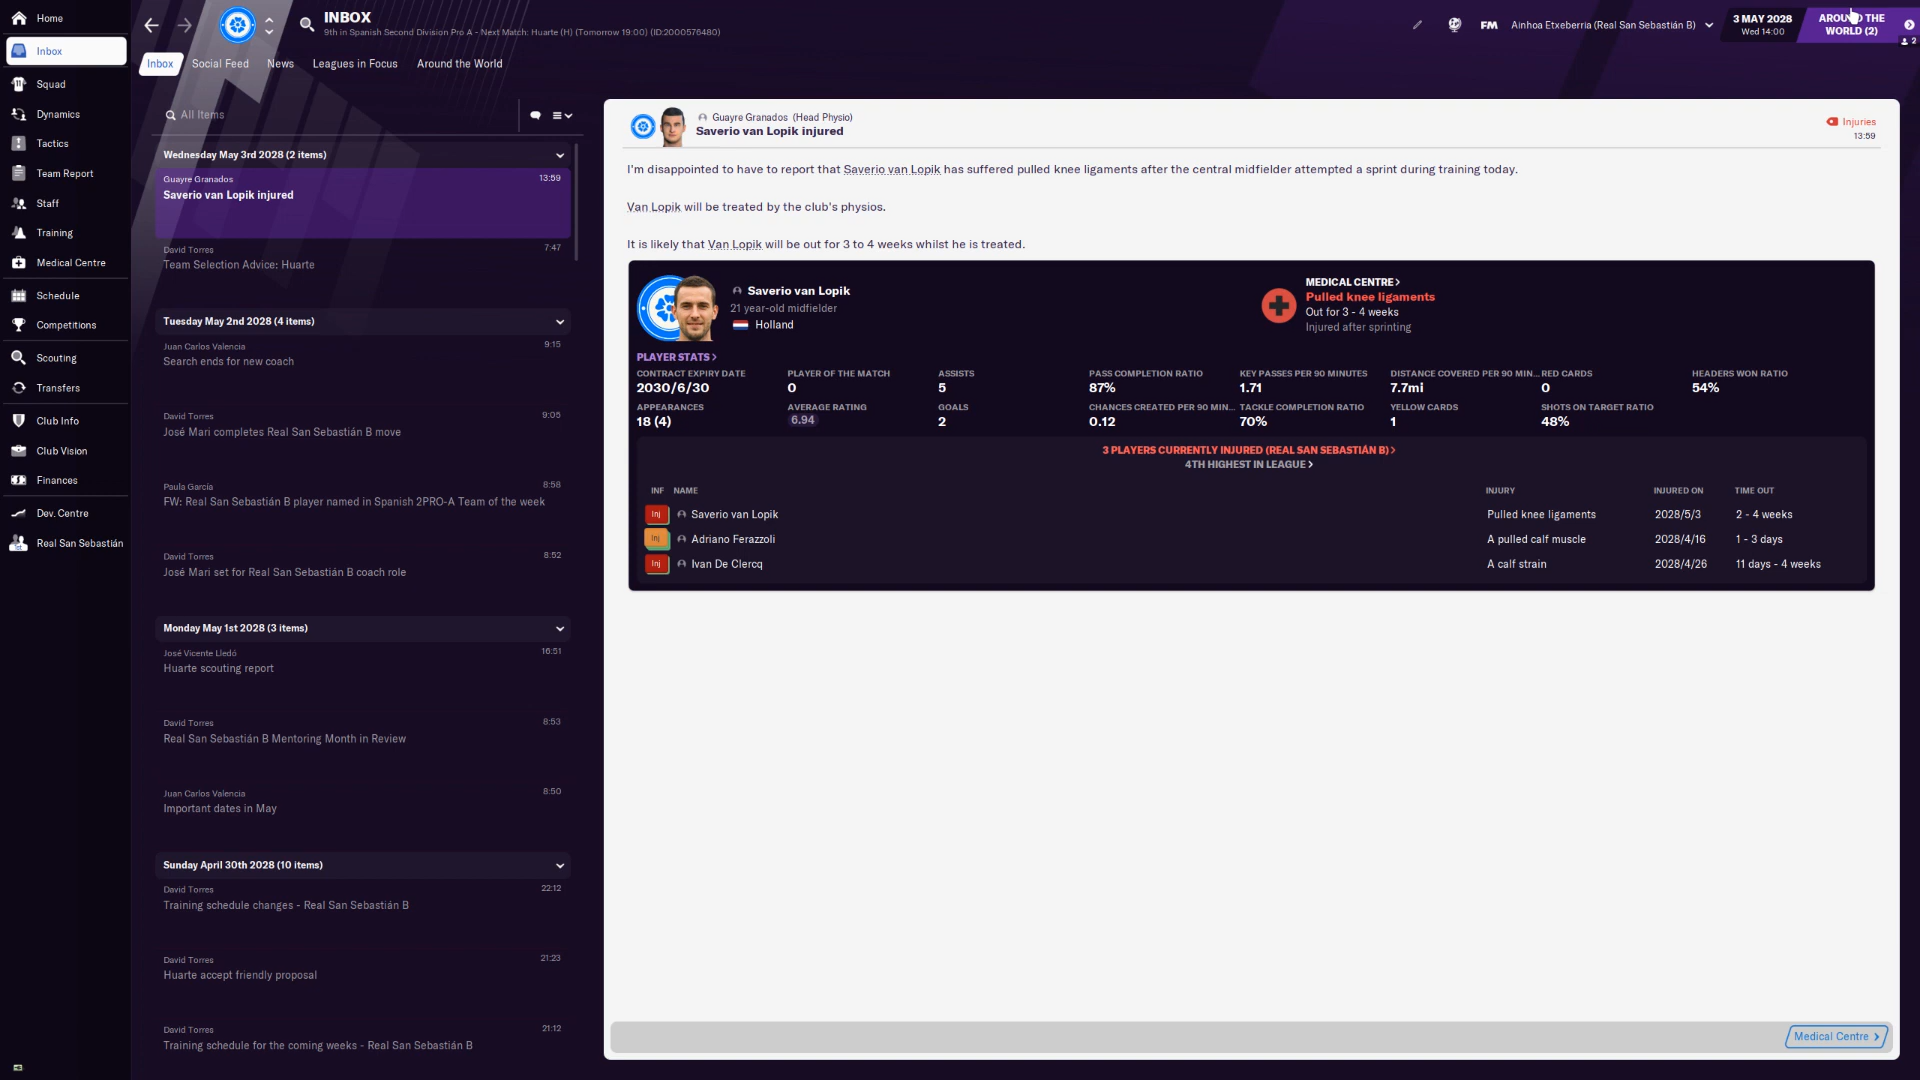 Home
Inbox
Squad
Dynamics
Tactics
Team Report
Staff
Training
Medical Centre
Schedule
Competitions
Scouting
Transfers
Club Info
Club Vision
Finances
Dev. Centre
Real San Sebastián
INBOX
9th in Spanish Second Division Pro A - Next Match: Huarte (H) (Tomorrow 19:00) (ID:2000576480)
FM
Ainhoa Etxeberria (Real San Sebastián B)
3 MAY 2028
Wed 14:00
AROUND THE
WORLD (2)
2
Inbox
Social Feed
News
Leagues in Focus
Around the World
All Items
Wednesday May 3rd 2028 (2 items)
Guayre Granados 13:59
Saverio van Lopik injured
David Torres 7:47
Team Selection Advice: Huarte
Tuesday May 2nd 2028 (4 items)
Juan Carlos Valencia 9:15
Search ends for new coach
David Torres 9:05
José Mari completes Real San Sebastián B move
Paula García 8:58
FW: Real San Sebastián B player named in Spanish 2PRO-A Team of the week
David Torres 8:52
José Mari set for Real San Sebastián B coach role
Monday May 1st 2028 (3 items)
José Vicente Lledó 16:51
Huarte scouting report
David Torres 8:53
Real San Sebastián B Mentoring Month in Review
Juan Carlos Valencia 8:50
Important dates in May
Sunday April 30th 2028 (10 items)
David Torres 22:12
Training schedule changes - Real San Sebastián B
David Torres 21:23
Huarte accept friendly proposal
David Torres 21:12
Training schedule for the coming weeks - Real San Sebastián B
Guayre Granados (Head Physio)
Saverio van Lopik injured
Injuries
13:59
I'm disappointed to have to report that Saverio van Lopik has suffered pulled knee ligaments after the central midfielder attempted a sprint during training today.
Van Lopik will be treated by the club's physios.
It is likely that Van Lopik will be out for 3 to 4 weeks whilst he is treated.
Saverio van Lopik
21 year-old midfielder
Holland
MEDICAL CENTRE >
Pulled knee ligaments
Out for 3 - 4 weeks
Injured after sprinting
PLAYER STATS >
CONTRACT EXPIRY DATE PLAYER OF THE MATCH ASSISTS PASS COMPLETION RATIO KEY PASSES PER 90 MINUTES DISTANCE COVERED PER 90 MIN... RED CARDS HEADERS WON RATIO
2030/6/30 0 5 87% 1.71 7.7mi 0 54%
APPEARANCES AVERAGE RATING GOALS CHANCES CREATED PER 90 MIN... TACKLE COMPLETION RATIO YELLOW CARDS SHOTS ON TARGET RATIO
18 (4) 6.94 2 0.12 70% 1 48%
3 PLAYERS CURRENTLY INJURED (REAL SAN SEBASTIÁN B) >
4TH HIGHEST IN LEAGUE >
INF NAME INJURY INJURED ON TIME OUT
Inj Saverio van Lopik Pulled knee ligaments 2028/5/3 2 - 4 weeks
Inj Adriano Ferazzoli A pulled calf muscle 2028/4/16 1 - 3 days
Inj Ivan De Clercq A calf strain 2028/4/26 11 days - 4 weeks
Medical Centre >